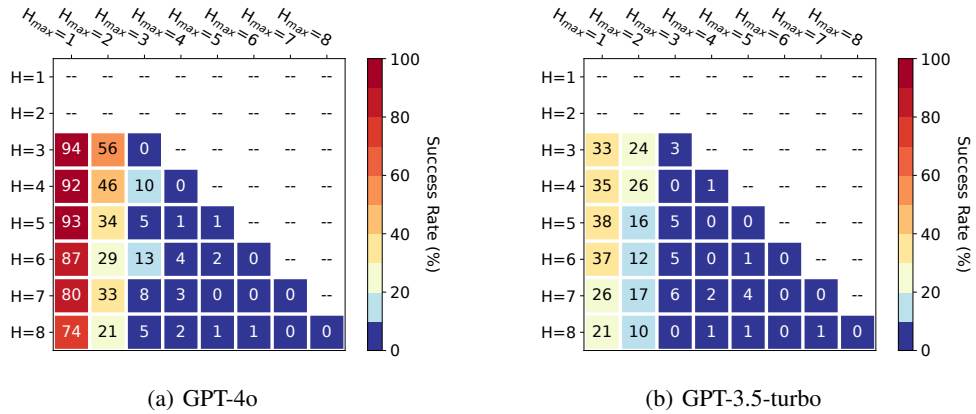 H_max=1 H_max=2 H_max=3 H_max=4 H_max=5 H_max=6 H_max=7 H_max=8
H=1 -- -- -- -- -- -- -- --
H=2 -- -- -- -- -- -- -- --
H=3 94 56 0 -- -- -- -- --
H=4 92 46 10 0 -- -- -- --
H=5 93 34 5 1 1 -- -- --
H=6 87 29 13 4 2 0 -- --
H=7 80 33 8 3 0 0 0 --
H=8 74 21 5 2 1 1 0 0
100
80
60
40
20
0
Success Rate (%)
(a) GPT-4o
H_max=1 H_max=2 H_max=3 H_max=4 H_max=5 H_max=6 H_max=7 H_max=8
H=1 -- -- -- -- -- -- -- --
H=2 -- -- -- -- -- -- -- --
H=3 33 24 3 -- -- -- -- --
H=4 35 26 0 1 -- -- -- --
H=5 38 16 5 0 0 -- -- --
H=6 37 12 5 0 1 0 -- --
H=7 26 17 6 2 4 0 0 --
H=8 21 10 0 1 1 0 1 0
100
80
60
40
20
0
Success Rate (%)
(b) GPT-3.5-turbo